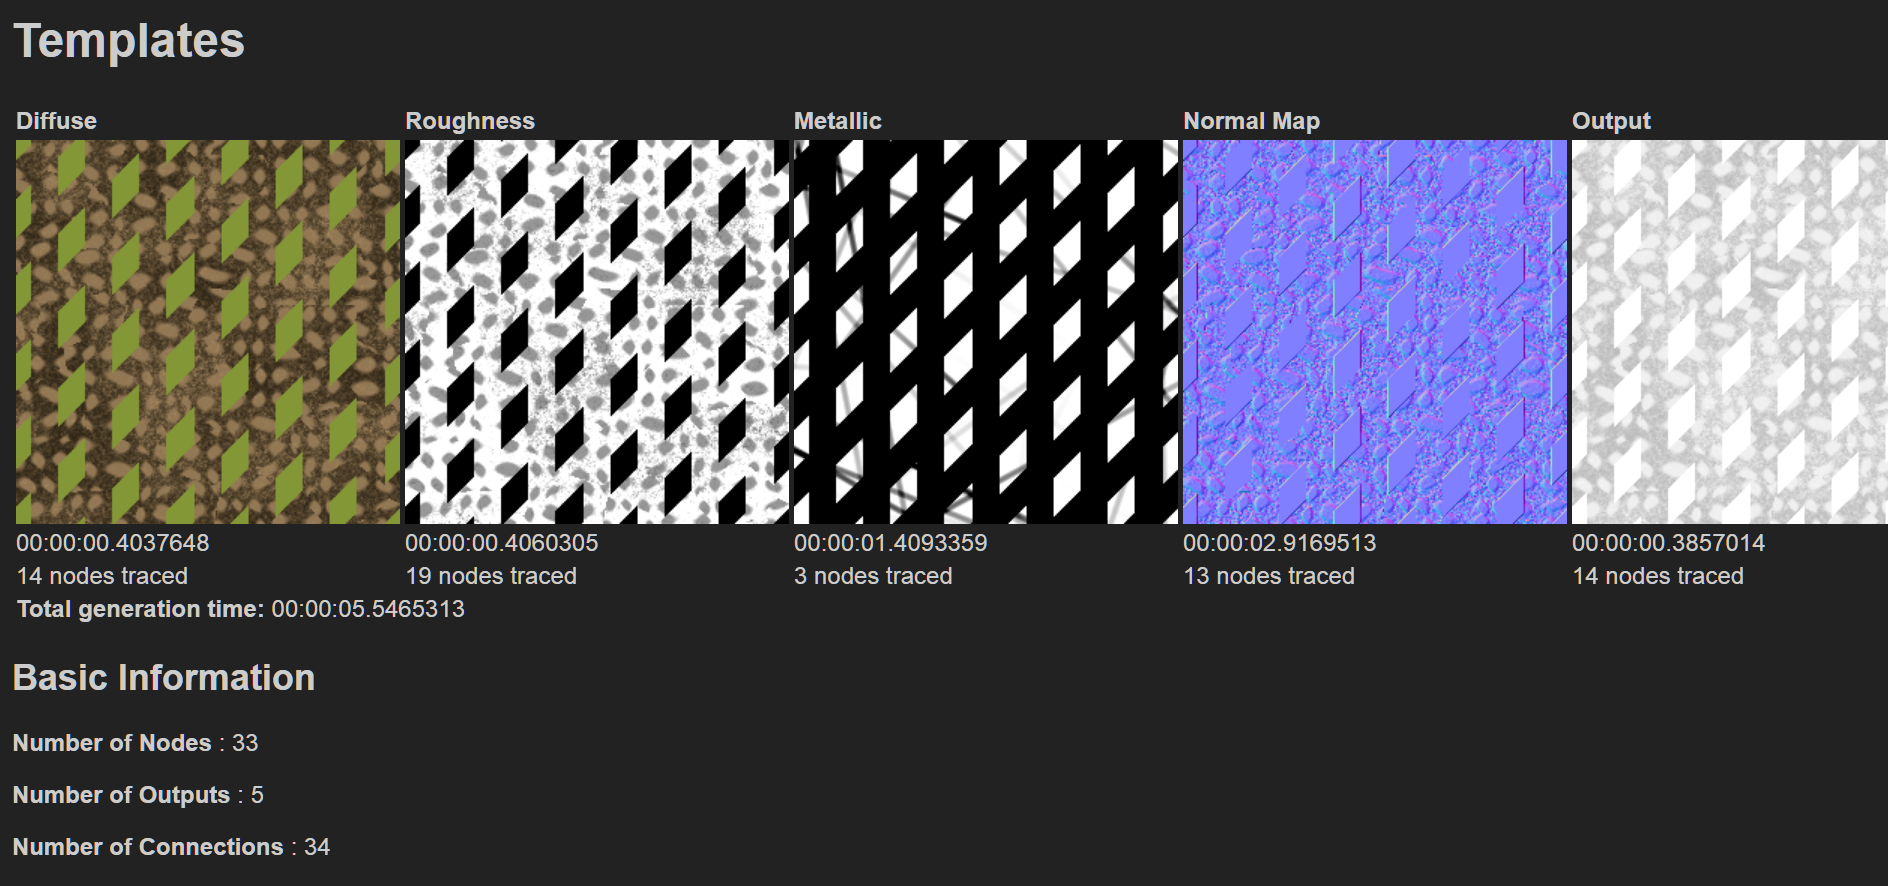 Templates
Diffuse Roughness Metallic Normal Map Output
00:00:00.4037648 00:00:00.4060305 00:00:01.4093359 00:00:02.9169513 00:00:00.3857014
14 nodes traced 19 nodes traced 3 nodes traced 13 nodes traced 14 nodes traced
Total generation time: 00:00:05.5465313
Basic Information
Number of Nodes : 33
Number of Outputs : 5
Number of Connections : 34